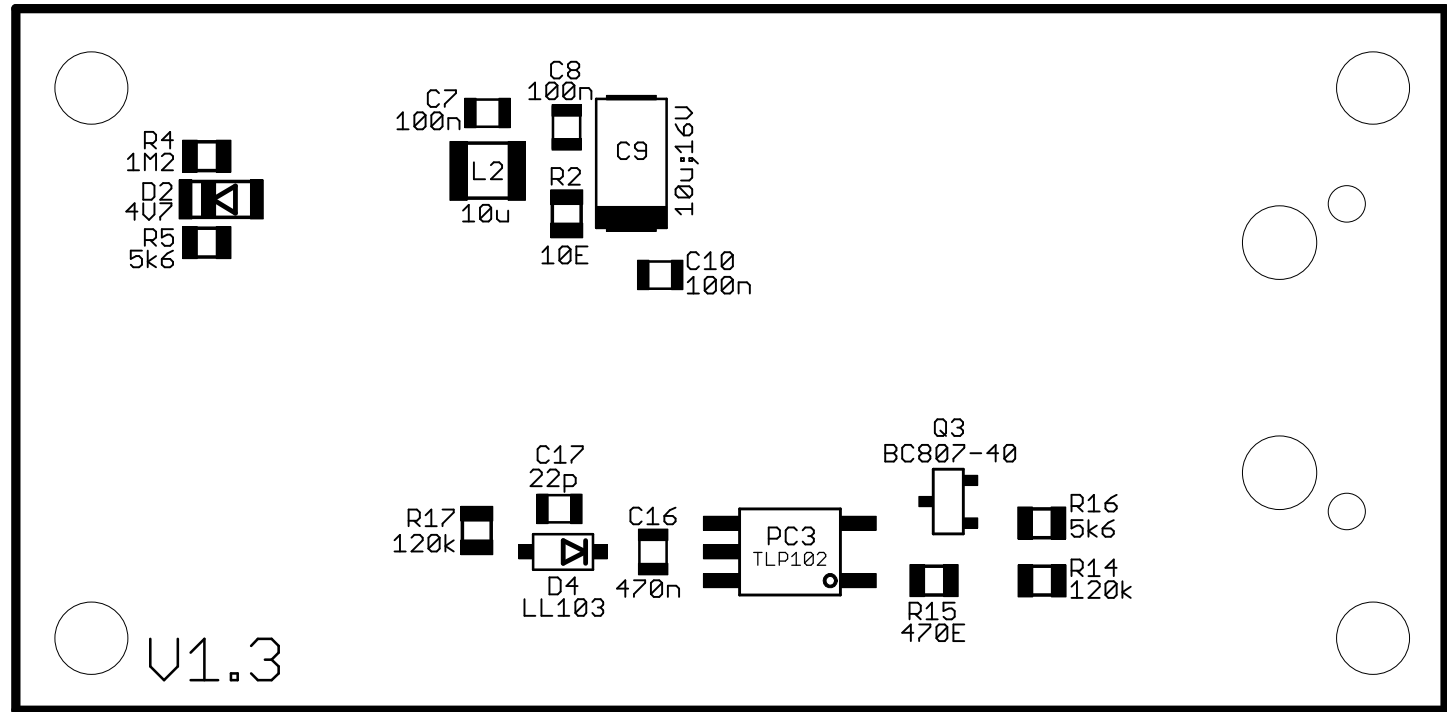 R4
1M2
D2
4V7
R5
5k6
C7
100n
L2
10u
C8
100n
R2
10E
C9
10u;16V
C10
100n
R17
120k
C17
22p
D4
LL103
C16
470n
PC3
TLP102
Q3
BC807-40
R15
470E
R16
5k6
R14
120k
V1.3